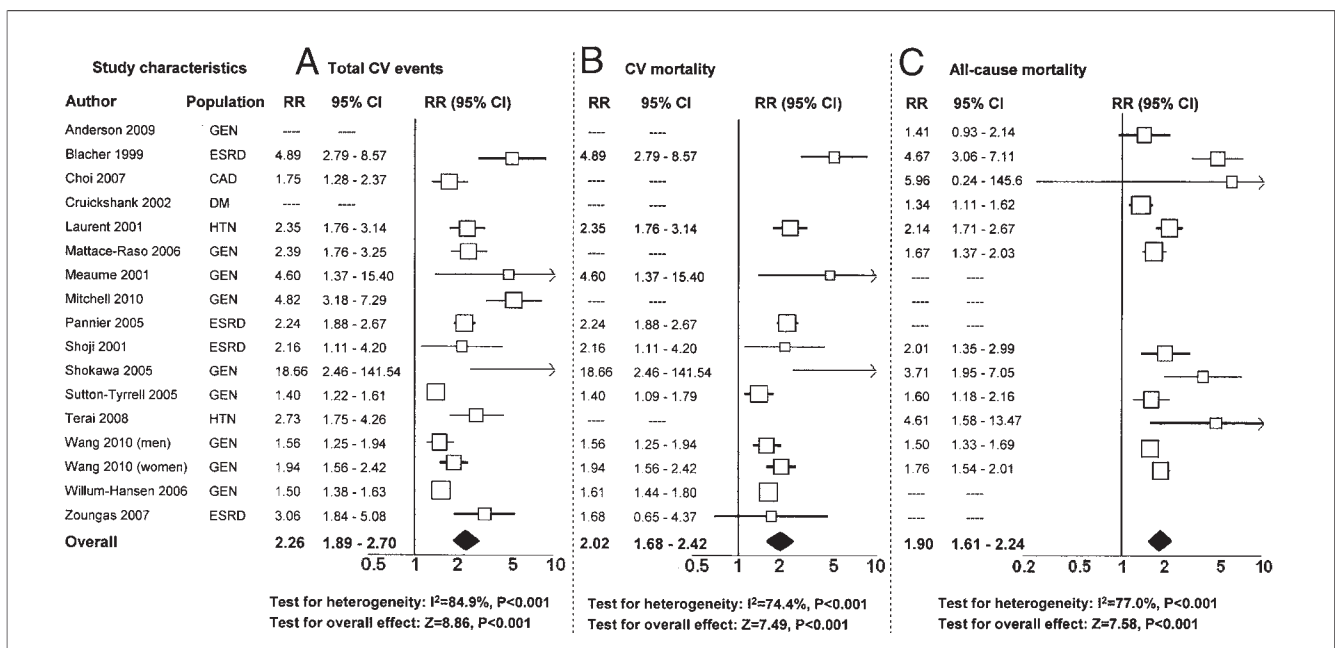 Study characteristics A Total CV events B CV mortality C All-cause mortality
Author Population RR 95% CI RR (95% CI) RR 95% CI RR (95% CI) RR 95% CI RR (95% CI)
Anderson 2009 GEN ---- ---- ---- ---- 1.41 0.93 - 2.14
Blacher 1999 ESRD 4.89 2.79 - 8.57 4.89 2.79 - 8.57 4.67 3.06 - 7.11
Choi 2007 CAD 1.75 1.28 - 2.37 ---- ---- 5.96 0.24 - 145.6
Cruickshank 2002 DM ---- ---- ---- ---- 1.34 1.11 - 1.62
Laurent 2001 HTN 2.35 1.76 - 3.14 2.35 1.76 - 3.14 2.14 1.71 - 2.67
Mattace-Raso 2006 GEN 2.39 1.76 - 3.25 ---- ---- 1.67 1.37 - 2.03
Meaume 2001 GEN 4.60 1.37 - 15.40 4.60 1.37 - 15.40 ---- ----
Mitchell 2010 GEN 4.82 3.18 - 7.29 ---- ---- ---- ----
Pannier 2005 ESRD 2.24 1.88 - 2.67 2.24 1.88 - 2.67 ---- ----
Shoji 2001 ESRD 2.16 1.11 - 4.20 2.16 1.11 - 4.20 2.01 1.35 - 2.99
Shokawa 2005 GEN 18.66 2.46 - 141.54 18.66 2.46 - 141.54 3.71 1.95 - 7.05
Sutton-Tyrrell 2005 GEN 1.40 1.22 - 1.61 1.40 1.09 - 1.79 1.60 1.18 - 2.16
Terai 2008 HTN 2.73 1.75 - 4.26 ---- ---- 4.61 1.58 - 13.47
Wang 2010 (men) GEN 1.56 1.25 - 1.94 1.56 1.25 - 1.94 1.50 1.33 - 1.69
Wang 2010 (women) GEN 1.94 1.56 - 2.42 1.94 1.56 - 2.42 1.76 1.54 - 2.01
Willum-Hansen 2006 GEN 1.50 1.38 - 1.63 1.61 1.44 - 1.80 ---- ----
Zoungas 2007 ESRD 3.06 1.84 - 5.08 1.68 0.65 - 4.37 ---- ----
Overall 2.26 1.89 - 2.70 2.02 1.68 - 2.42 1.90 1.61 - 2.24
0.5 1 2 5 10 0.5 1 2 5 10 0.2 0.5 1 2 5 10
Test for heterogeneity: I²=84.9%, P<0.001 Test for heterogeneity: I²=74.4%, P<0.001 Test for heterogeneity: I²=77.0%, P<0.001
Test for overall effect: Z=8.86, P<0.001 Test for overall effect: Z=7.49, P<0.001 Test for overall effect: Z=7.58, P<0.001